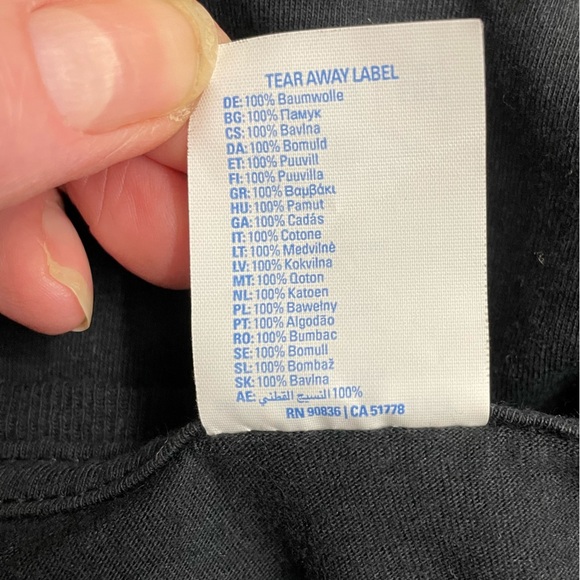 TEAR AWAY LABEL
DE: 100% Baumwolle
BG: 100% Памук
CS: 100% Bavlna
DA: 100% Bomuld
ET: 100% Puuvill
FI: 100% Puuvilla
GR: 100% Βαμβάκι
HU: 100% Pamut
GA: 100% Cadás
IT: 100% Cotone
LT: 100% Medvilnė
LV: 100% Kokvilna
MT: 100% Qoton
NL: 100% Katoen
PL: 100% Bawełny
PT: 100% Algodão
RO: 100% Bumbac
SE: 100% Bomull
SL: 100% Bombaž
SK: 100% Bavlna
AE: النسيج القطني 100%
RN 90836 | CA 51778